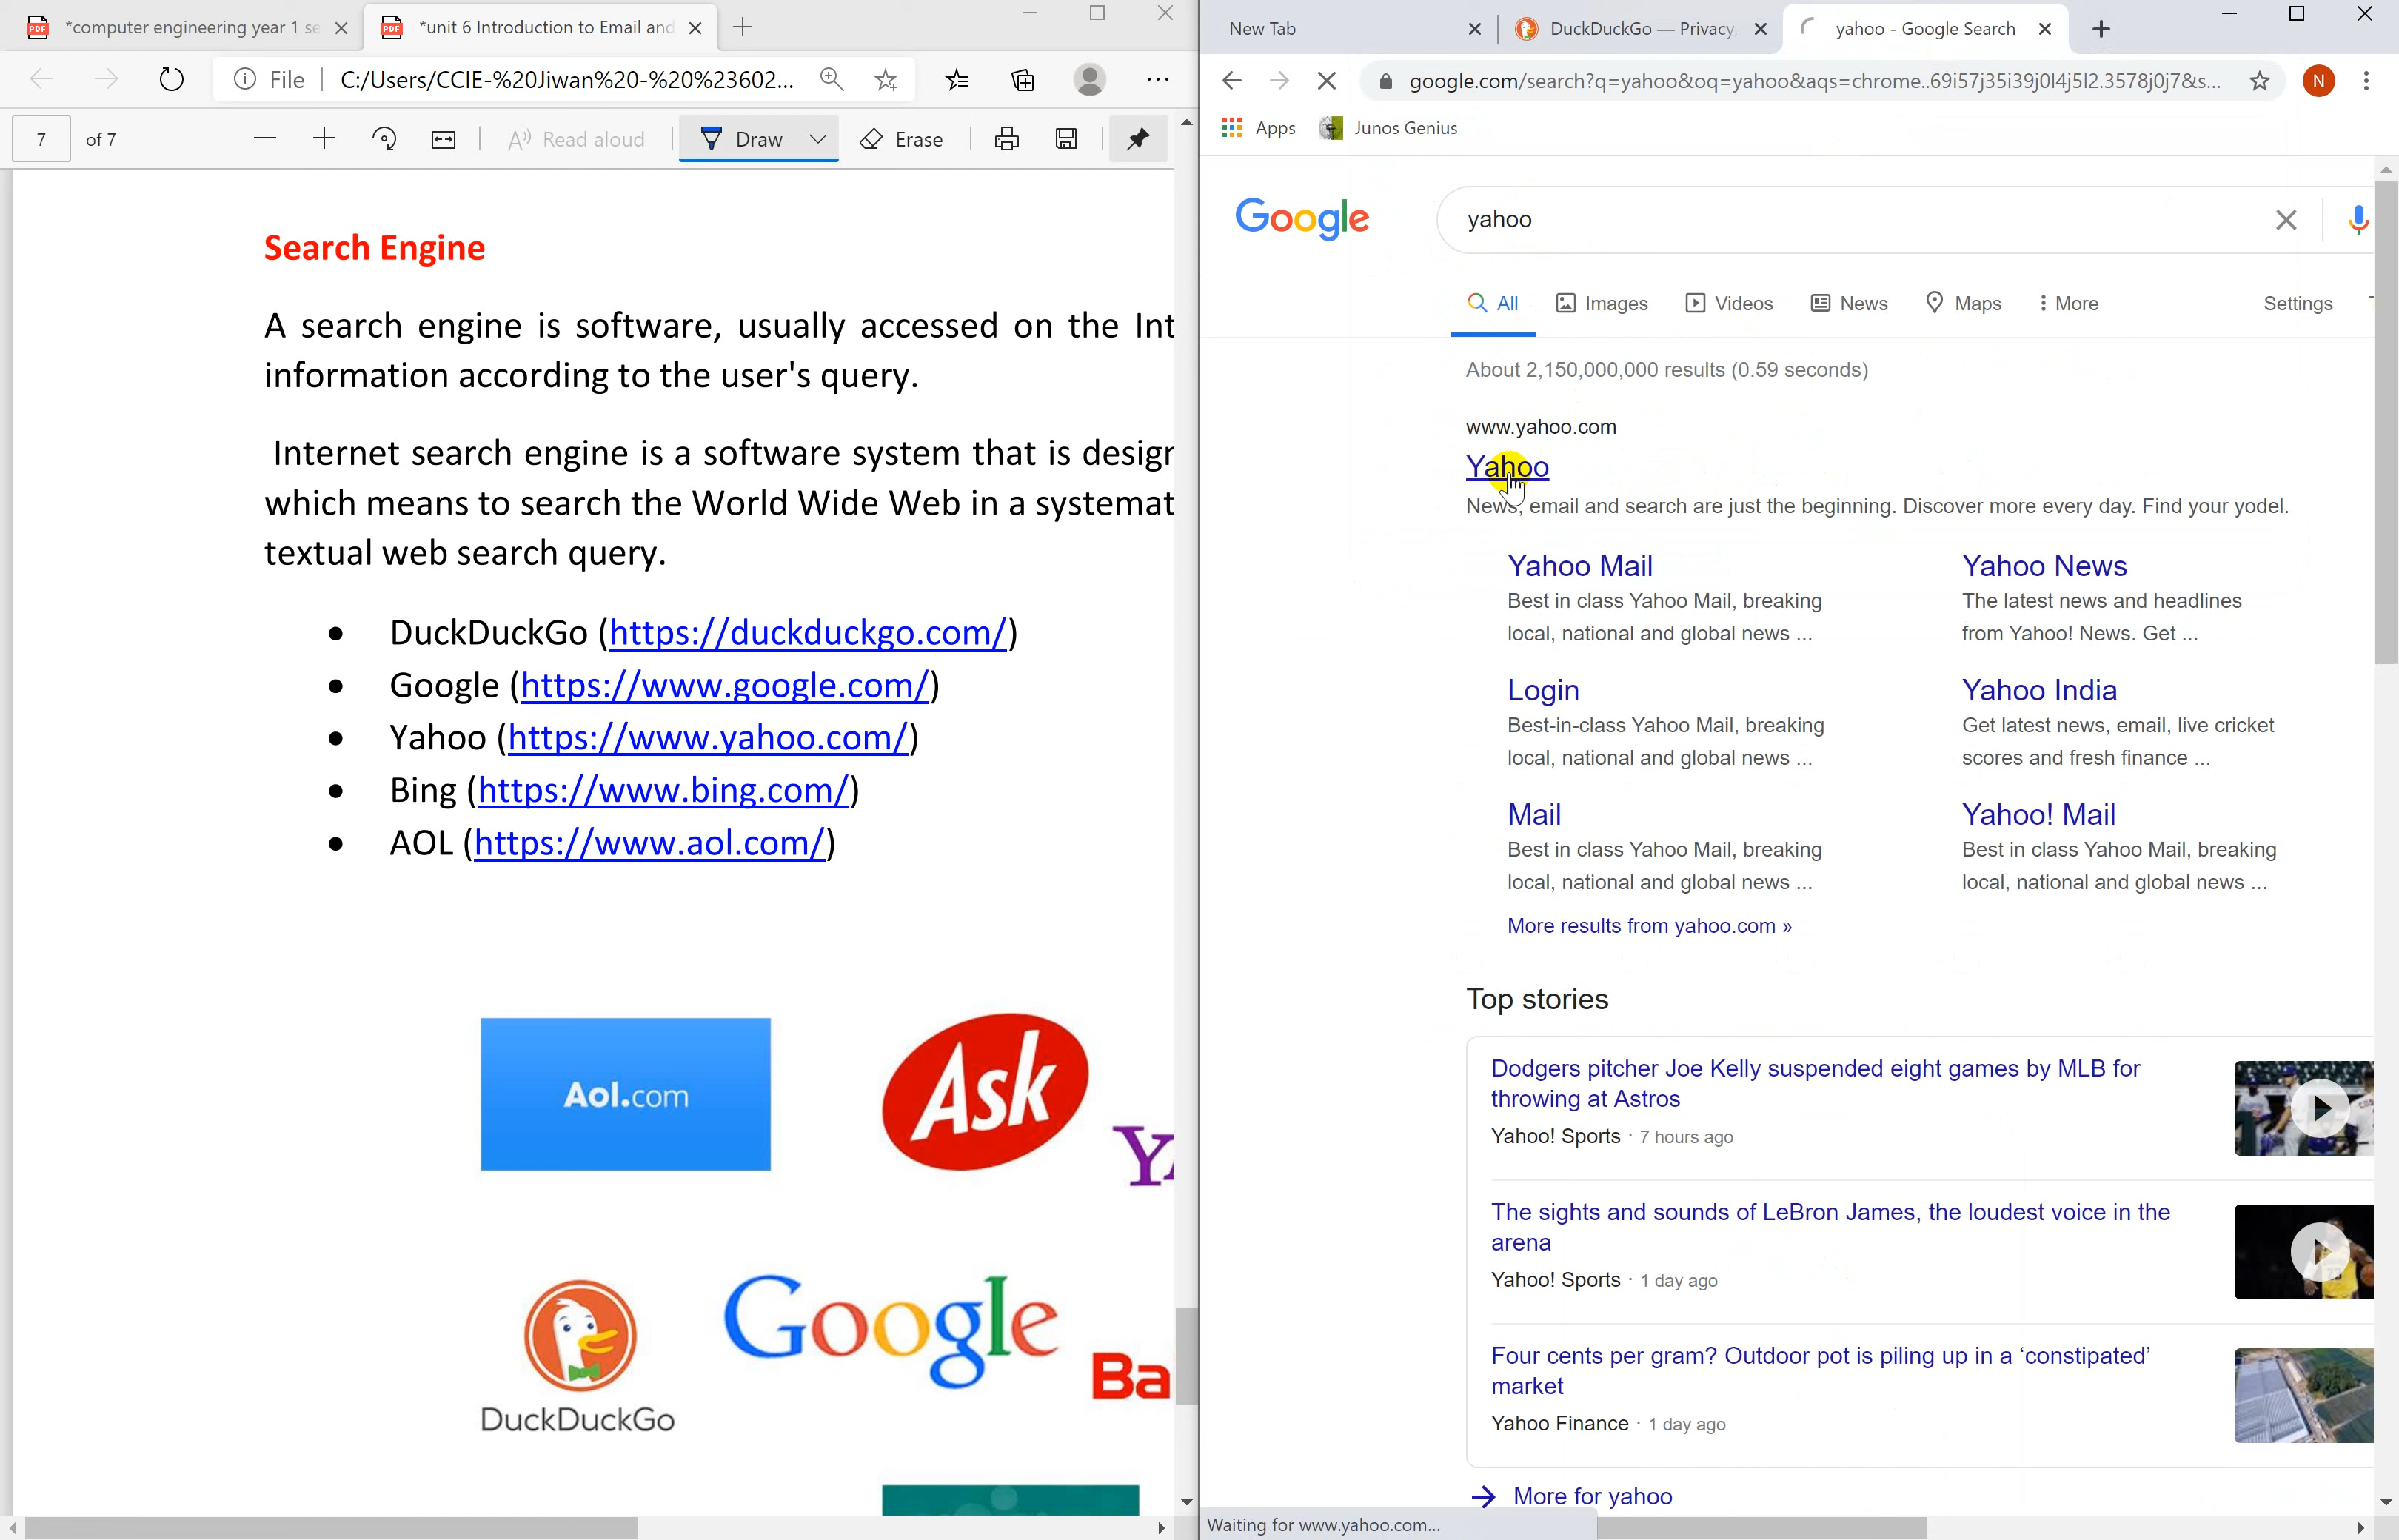 *computer engineering year 1 se
*unit 6 Introduction to Email and
File
C:/Users/CCIE-%20Jiwan%20-%20%23602...
7
of 7
Read aloud
Draw
Erase
Search Engine
A search engine is software, usually accessed on the Int
information according to the user's query.
Internet search engine is a software system that is design
which means to search the World Wide Web in a systemat
textual web search query.
• DuckDuckGo (https://duckduckgo.com/)
• Google (https://www.google.com/)
• Yahoo (https://www.yahoo.com/)
• Bing (https://www.bing.com/)
• AOL (https://www.aol.com/)
Aol.com
Ask
YA
DuckDuckGo
Google
Ba
New Tab
DuckDuckGo — Privacy,
yahoo - Google Search
google.com/search?q=yahoo&oq=yahoo&aqs=chrome..69i57j35i39j0l4j5l2.3578j0j7&s...
N
Apps
Junos Genius
Google
yahoo
All
Images
Videos
News
Maps
More
Settings
About 2,150,000,000 results (0.59 seconds)
www.yahoo.com
Yahoo
News, email and search are just the beginning. Discover more every day. Find your yodel.
Yahoo Mail
Best in class Yahoo Mail, breaking
local, national and global news ...
Yahoo News
The latest news and headlines
from Yahoo! News. Get ...
Login
Best-in-class Yahoo Mail, breaking
local, national and global news ...
Yahoo India
Get latest news, email, live cricket
scores and fresh finance ...
Mail
Best in class Yahoo Mail, breaking
local, national and global news ...
Yahoo! Mail
Best in class Yahoo Mail, breaking
local, national and global news ...
More results from yahoo.com »
Top stories
Dodgers pitcher Joe Kelly suspended eight games by MLB for
throwing at Astros
Yahoo! Sports · 7 hours ago
The sights and sounds of LeBron James, the loudest voice in the
arena
Yahoo! Sports · 1 day ago
Four cents per gram? Outdoor pot is piling up in a ‘constipated’
market
Yahoo Finance · 1 day ago
More for yahoo
Waiting for www.yahoo.com...